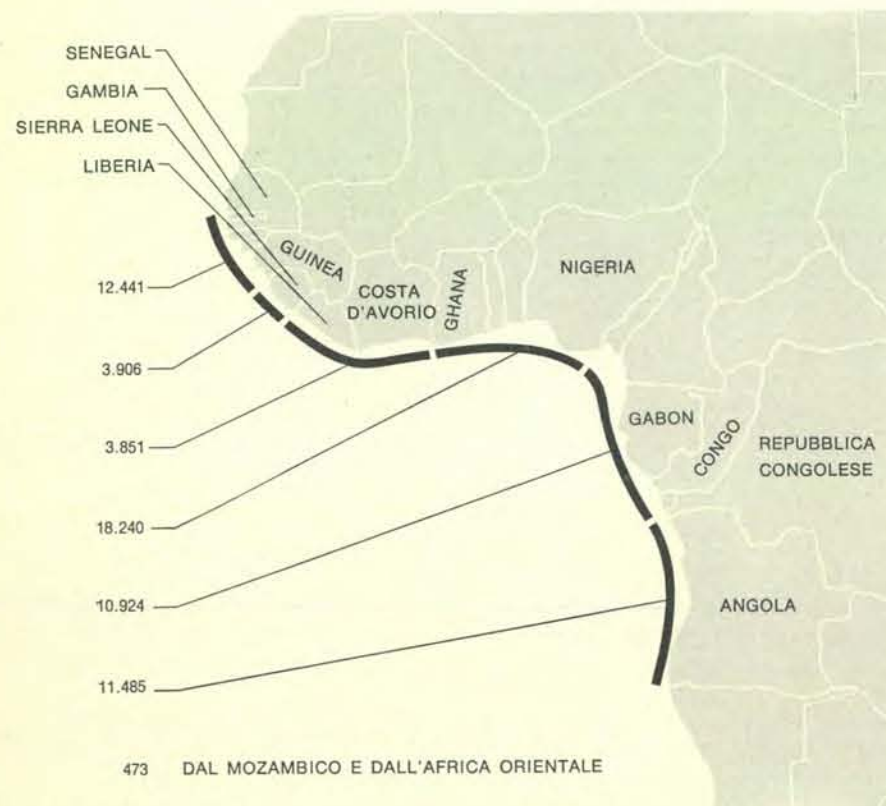 SENEGAL
GAMBIA
SIERRA LEONE
LIBERIA
GUINEA
COSTA
D'AVORIO
GHANA
NIGERIA
12.441
3.906
3.851
GABON
CONGO
REPUBBLICA
CONGOLESE
18.240
10.924
ANGOLA
11.485
473 DAL MOZAMBICO E DALL'AFRICA ORIENTALE